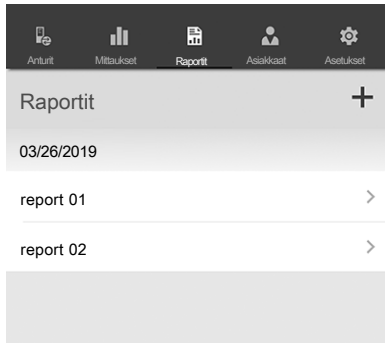 Anturit Mittaukset Raportit Asiakkaat Asetukset
Raportit
03/26/2019
report 01
report 02